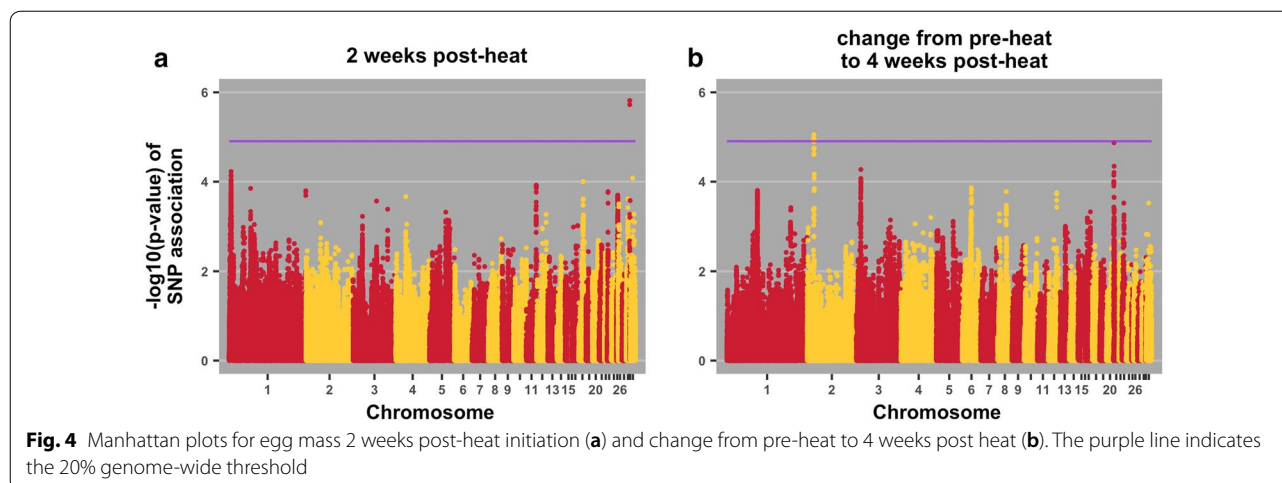 a
2 weeks post-heat
b
change from pre-heat
to 4 weeks post-heat
-log10(p-value) of
SNP association
6
4
2
0
1 2 3 4 5 6 7 8 9 11 13 15 20 26
Chromosome
6
4
2
0
1 2 3 4 5 6 7 8 9 11 13 15 20 26
Chromosome
Fig. 4 Manhattan plots for egg mass 2 weeks post-heat initiation (a) and change from pre-heat to 4 weeks post heat (b). The purple line indicates
the 20% genome-wide threshold